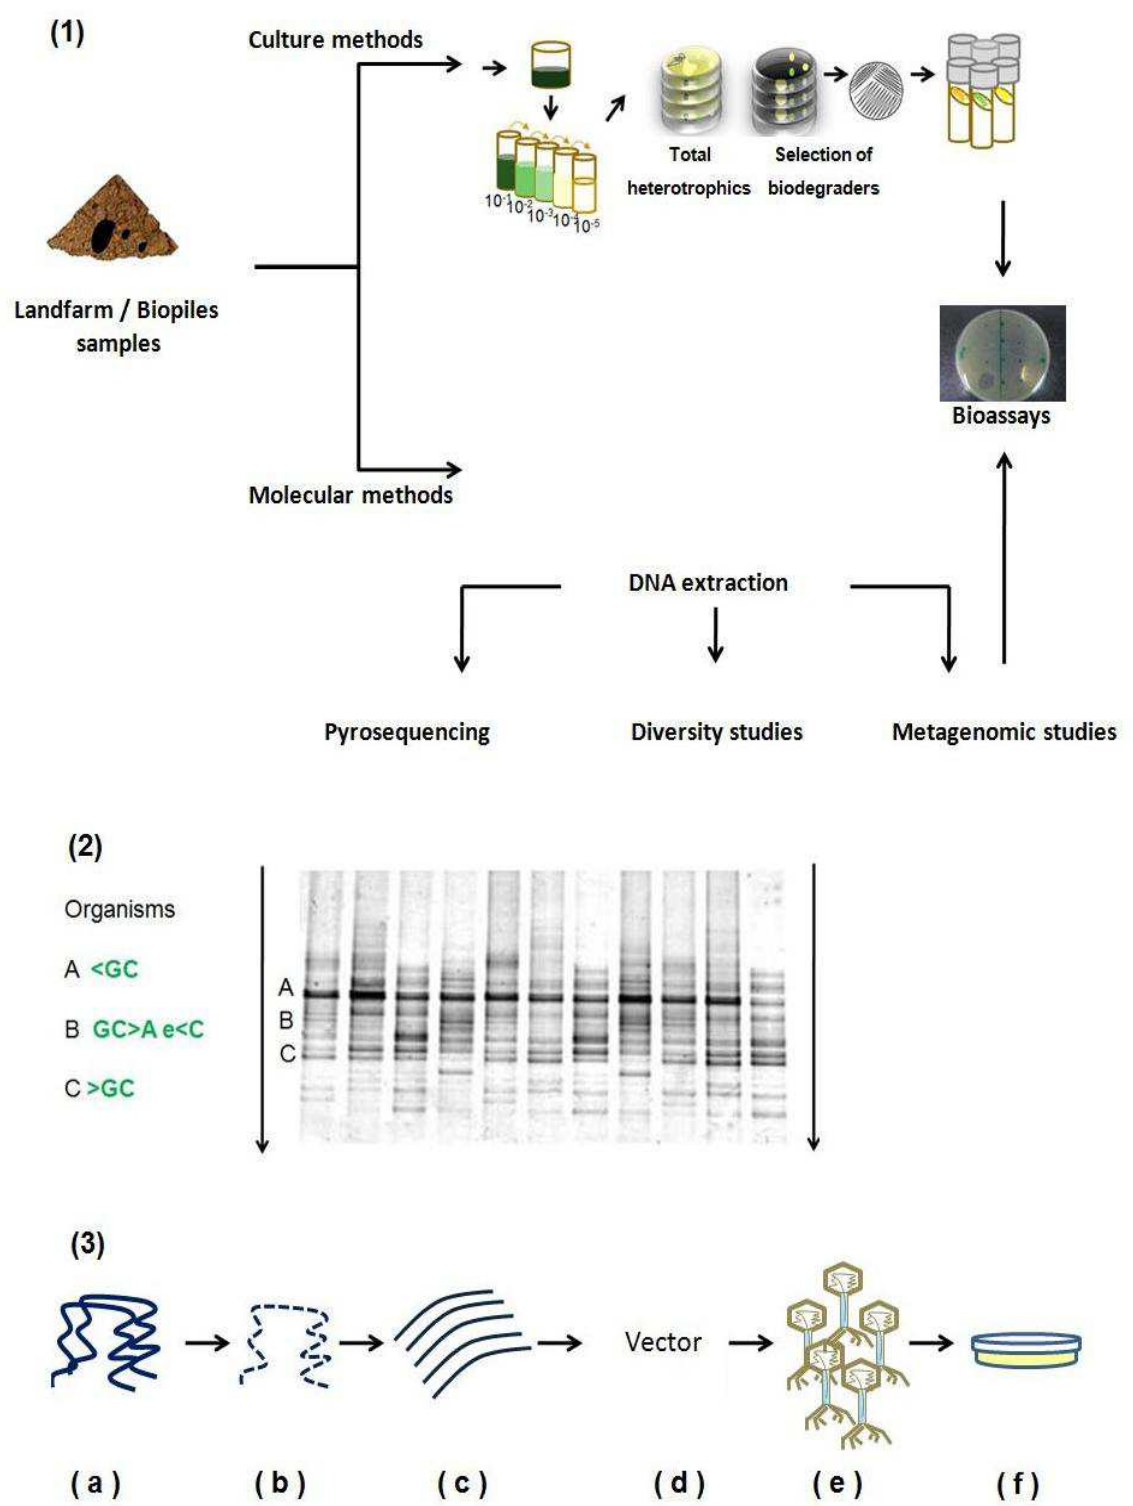 (1)
Culture methods
Total
heterotrophics
Selection of
biodegraders
10-1
10-2
10-3
10-4
10-5
Landfarm / Biopiles
samples
Bioassays
Molecular methods
DNA extraction
Pyrosequencing
Diversity studies
Metagenomic studies
(2)
Organisms
A <GC
B GC>A e<C
C >GC
A
B
C
(3)
Vector
( a )
( b )
( c )
( d )
( e )
( f )